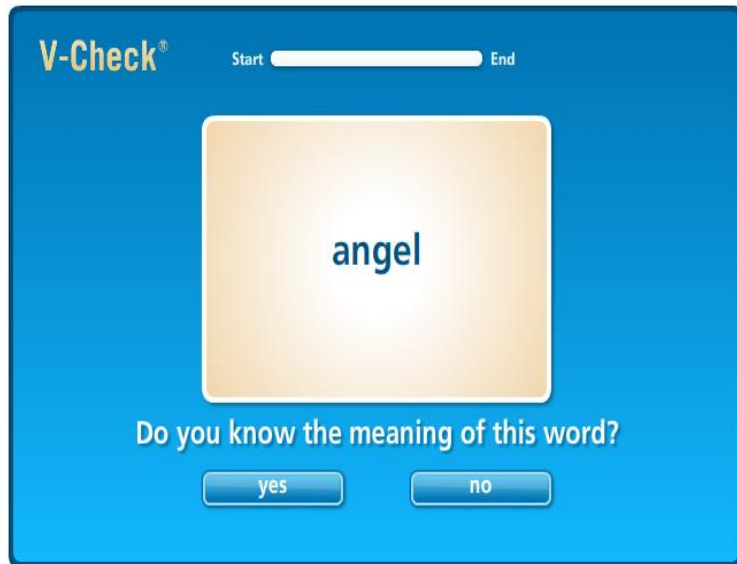 V-Check®
Start End
angel
Do you know the meaning of this word?
yes no